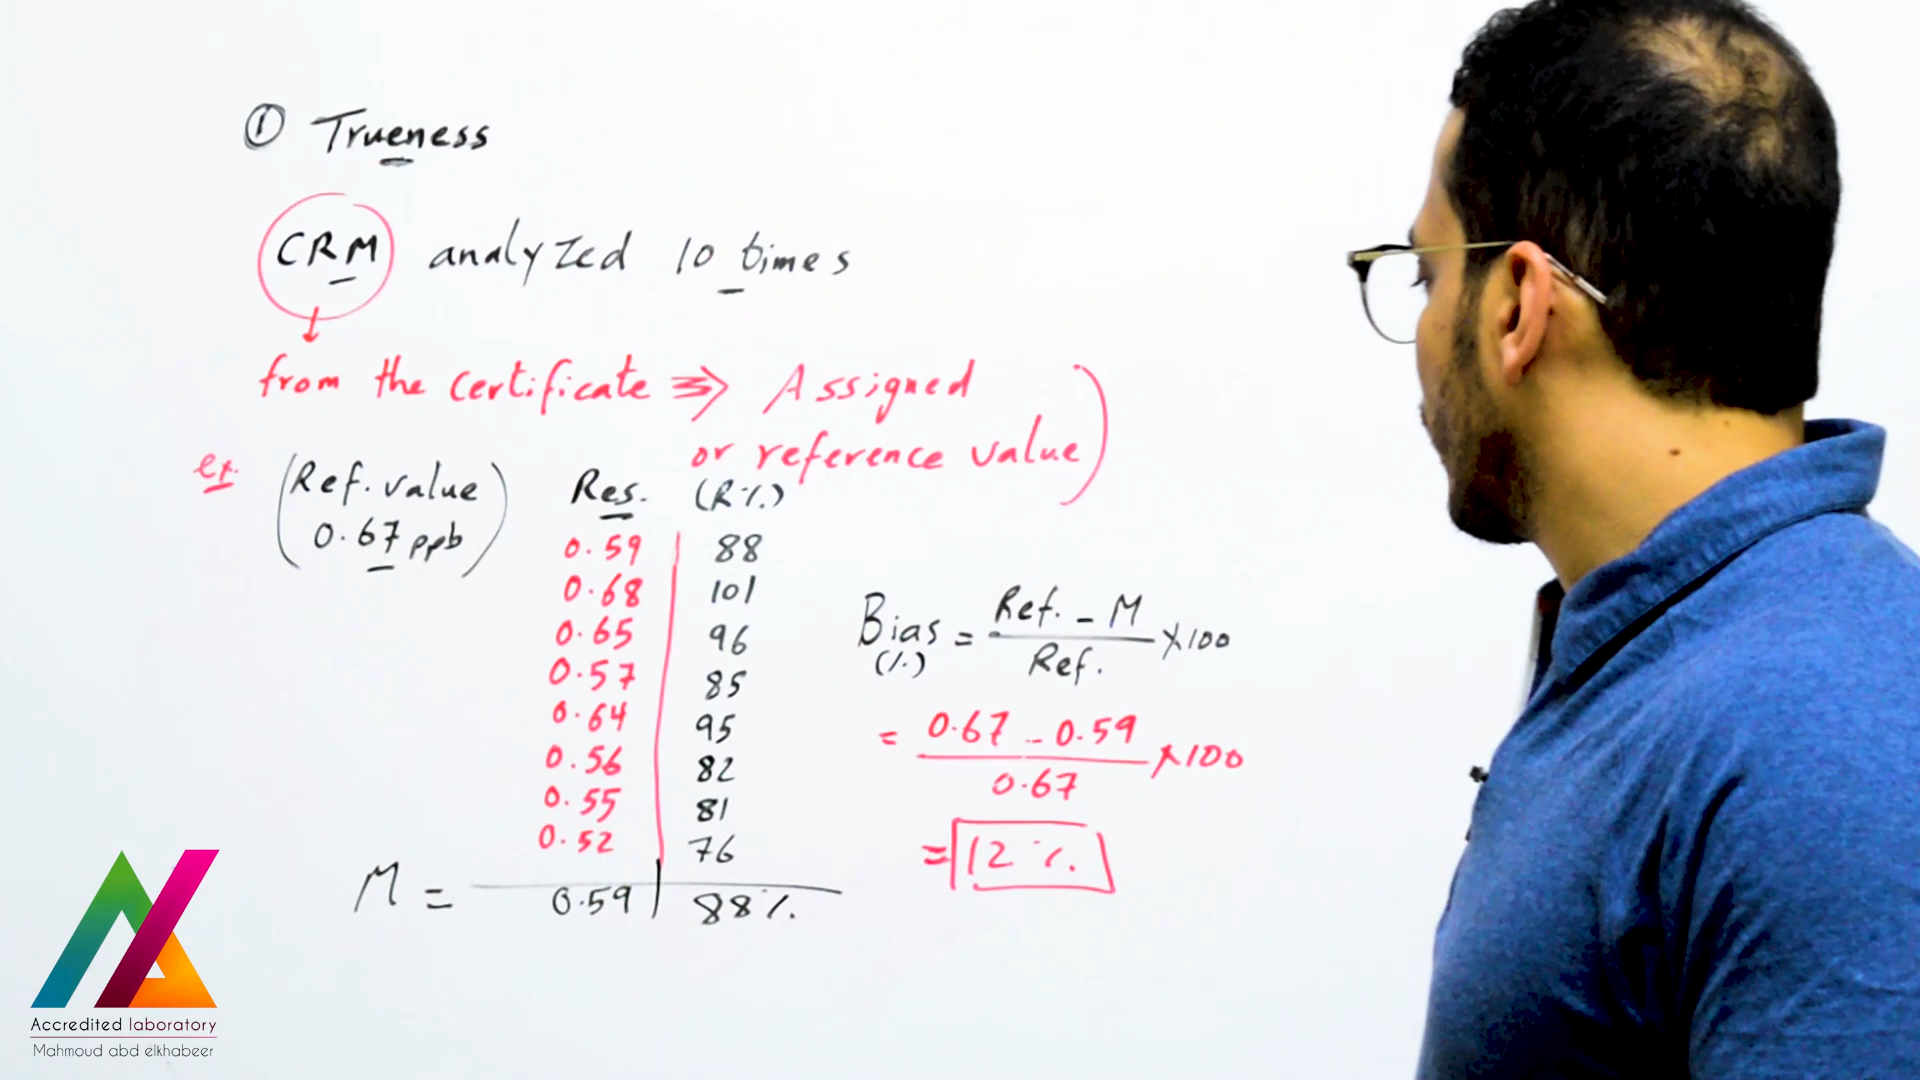 ① Trueness
CRM analyzed 10 times
from the certificate ⇒ Assigned
or reference value
ex. Ref. value
0.67 ppb
Res. (R%)
0.59 88
0.68 101
0.65 96
0.57 85
0.64 95
0.56 82
0.55 81
0.52 76
M = 0.59 88%
Bias (%) = Ref. - M / Ref. × 100
= 0.67 - 0.59 / 0.67 × 100
= 12%
Accredited laboratory
Mahmoud abd elkhabeer